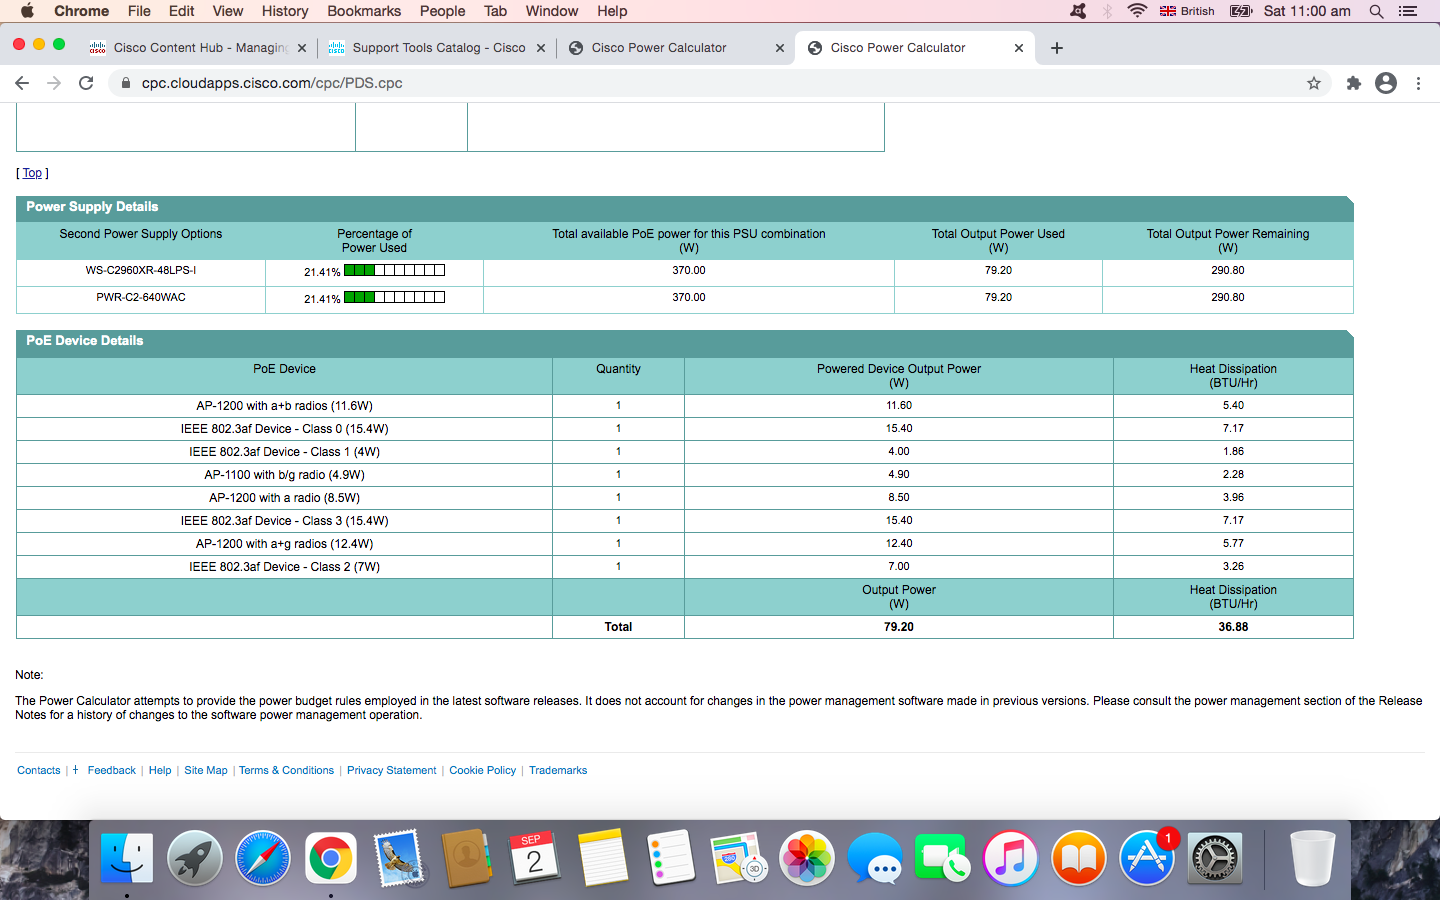 Chrome File Edit View History Bookmarks People Tab Window Help British Sat 11:00 am
Cisco Content Hub - Managing Support Tools Catalog - Cisco Cisco Power Calculator Cisco Power Calculator
cpc.cloudapps.cisco.com/cpc/PDS.cpc
[ Top ]
Power Supply Details
Second Power Supply Options Percentage of Total available PoE power for this PSU combination Total Output Power Used Total Output Power Remaining
Power Used (W) (W) (W)
WS-C2960XR-48LPS-I 21.41% 370.00 79.20 290.80
PWR-C2-640WAC 21.41% 370.00 79.20 290.80
PoE Device Details
PoE Device Quantity Powered Device Output Power Heat Dissipation
(W) (BTU/Hr)
AP-1200 with a+b radios (11.6W) 1 11.60 5.40
IEEE 802.3af Device - Class 0 (15.4W) 1 15.40 7.17
IEEE 802.3af Device - Class 1 (4W) 1 4.00 1.86
AP-1100 with b/g radio (4.9W) 1 4.90 2.28
AP-1200 with a radio (8.5W) 1 8.50 3.96
IEEE 802.3af Device - Class 3 (15.4W) 1 15.40 7.17
AP-1200 with a+g radios (12.4W) 1 12.40 5.77
IEEE 802.3af Device - Class 2 (7W) 1 7.00 3.26
Output Power Heat Dissipation
(W) (BTU/Hr)
Total 79.20 36.88
Note:
The Power Calculator attempts to provide the power budget rules employed in the latest software releases. It does not account for changes in the power management software made in previous versions. Please consult the power management section of the Release
Notes for a history of changes to the software power management operation.
Contacts | † Feedback | Help | Site Map | Terms & Conditions | Privacy Statement | Cookie Policy | Trademarks
SEP
2
280
3D
1